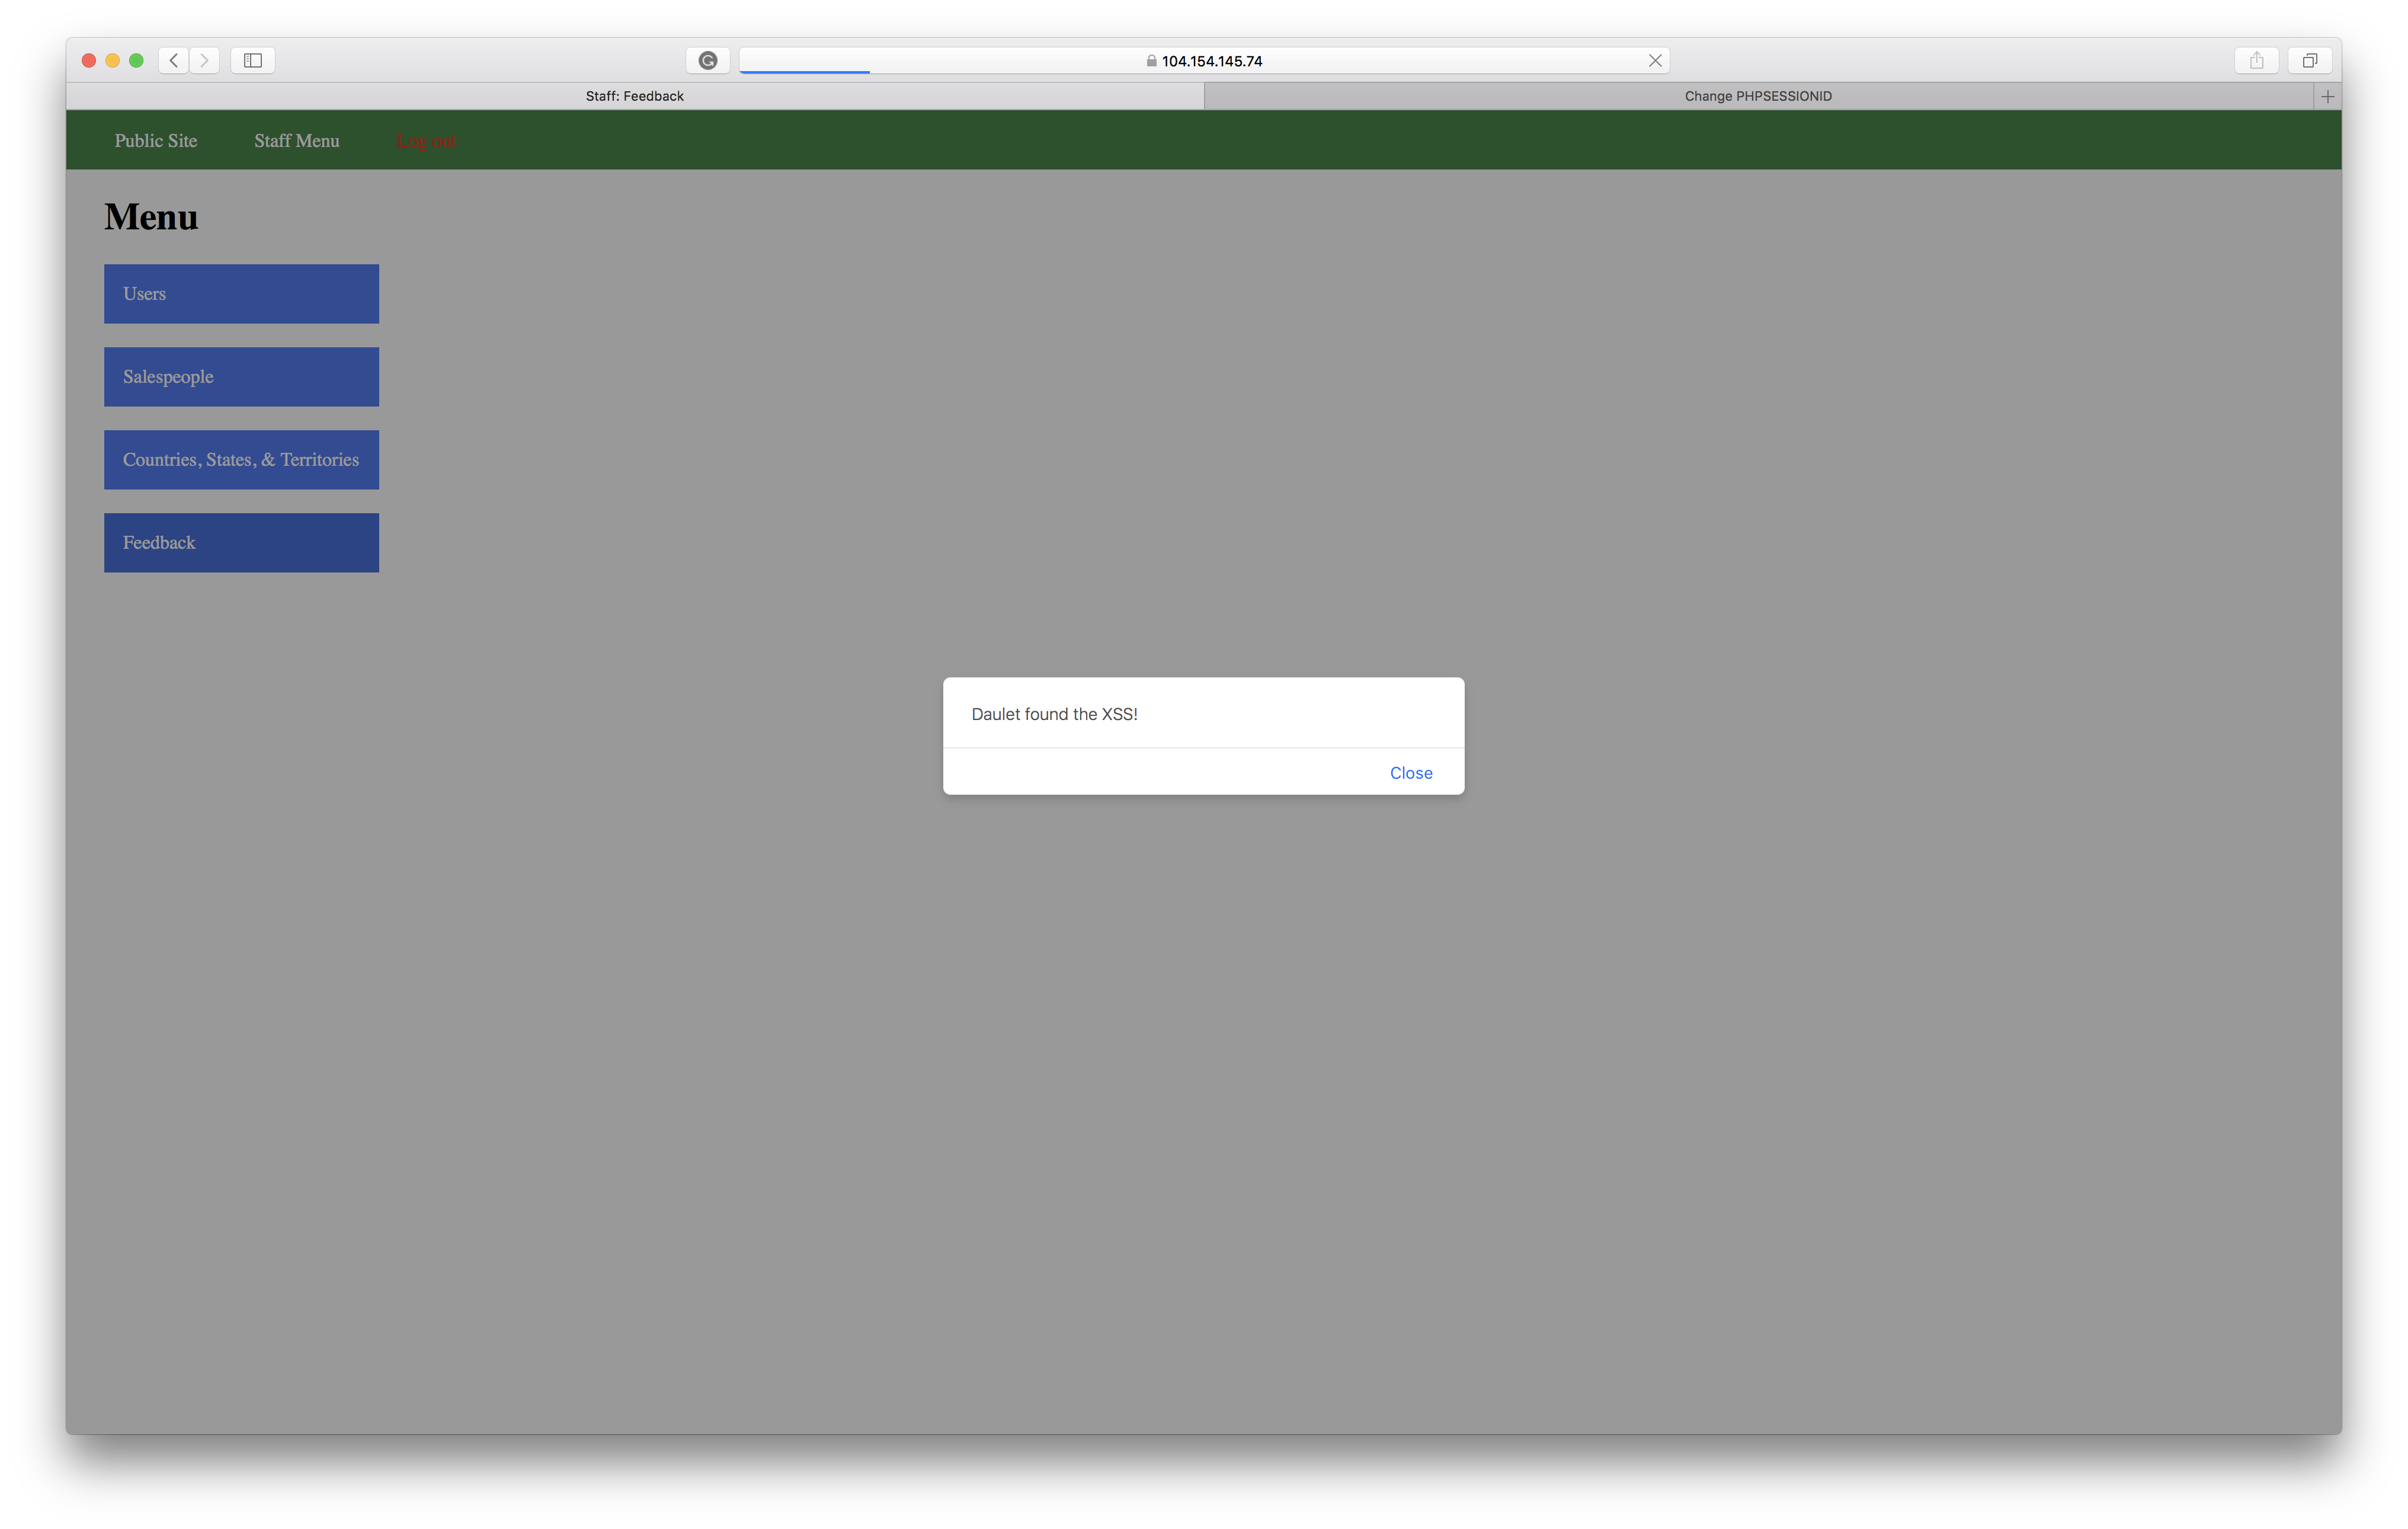 104.154.145.74
Staff: Feedback
Change PHPSESSIONID
Public Site
Staff Menu
Log out
Menu
Users
Salespeople
Countries, States, & Territories
Feedback
Daulet found the XSS!
Close